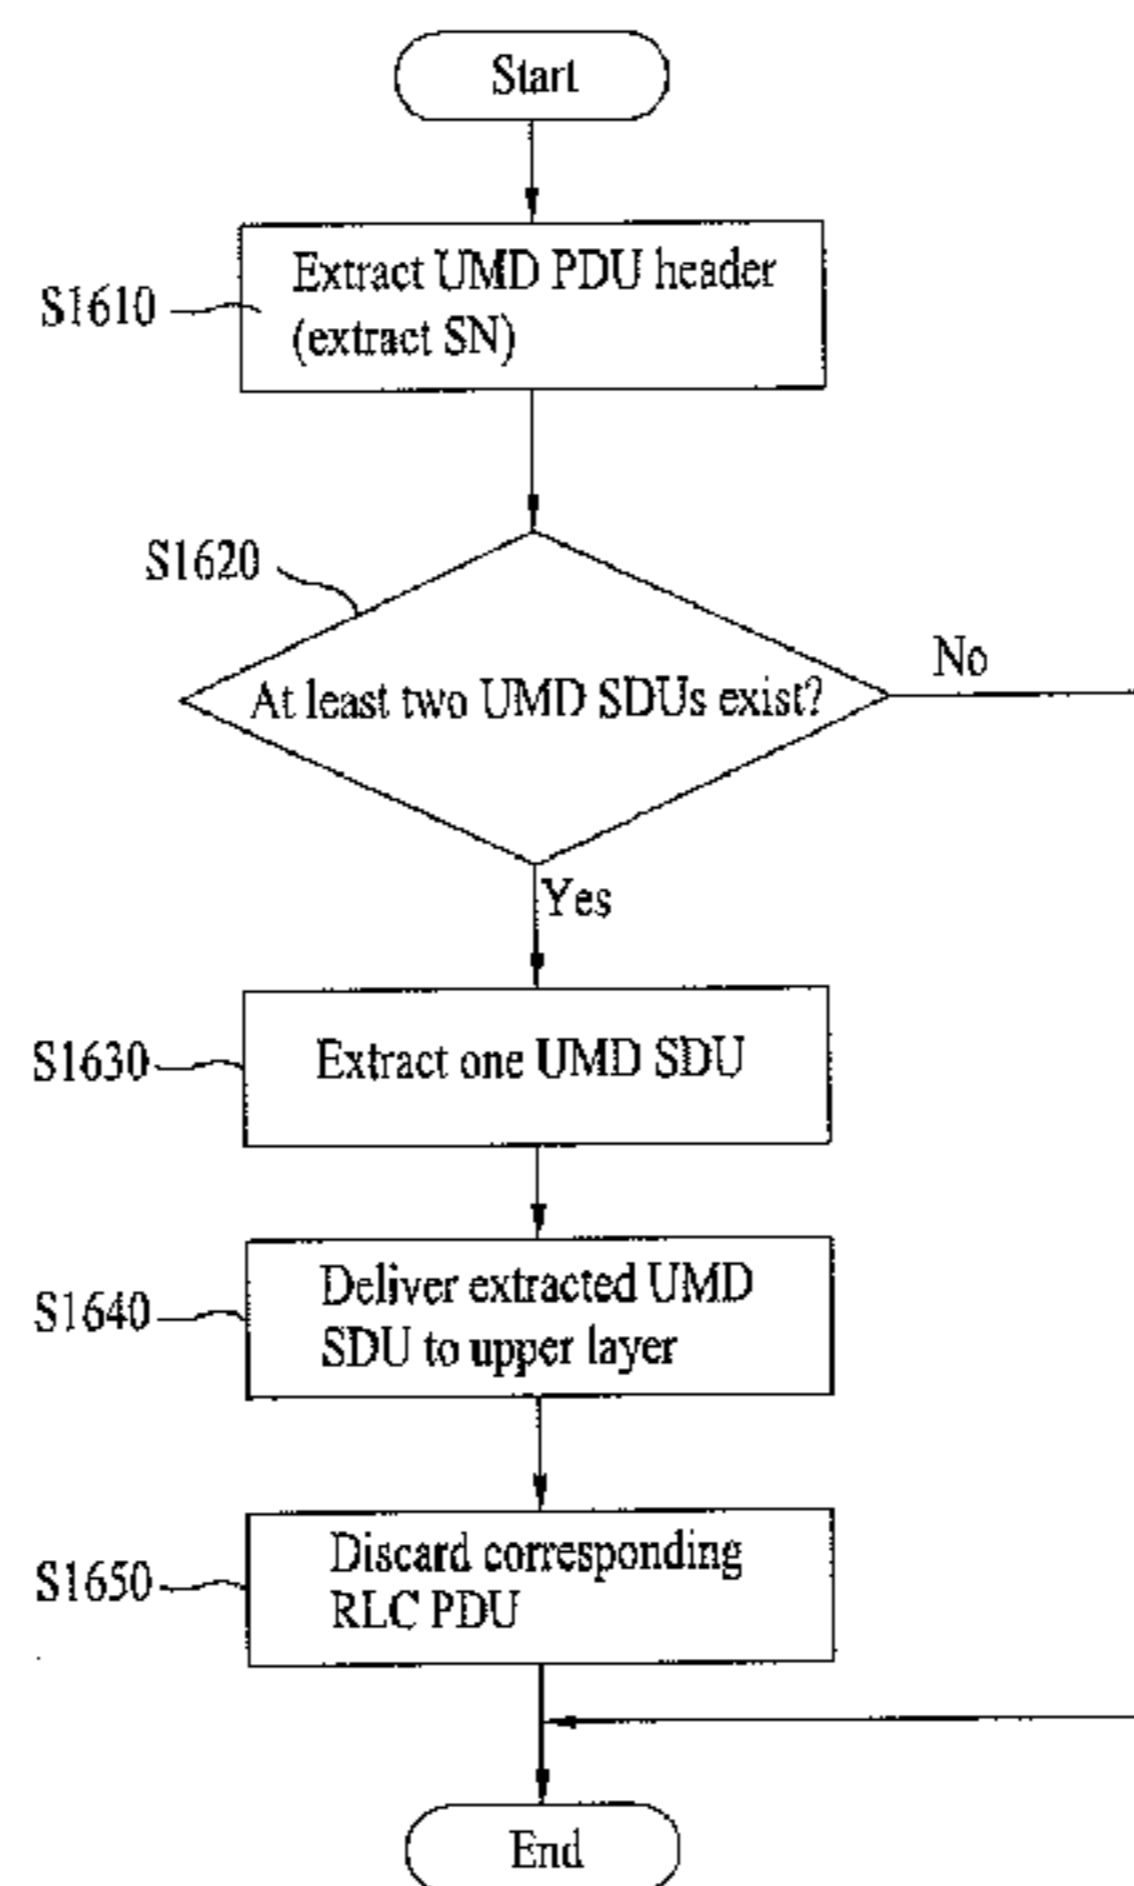 Start
Extract UMD PDU header
(extract SN)
S1610
S1620
At least two UMD SDUs exist?
No
Yes
S1630
Extract one UMD SDU
S1640
Deliver extracted UMD
SDU to upper layer
S1650
Discard corresponding
RLC PDU
End